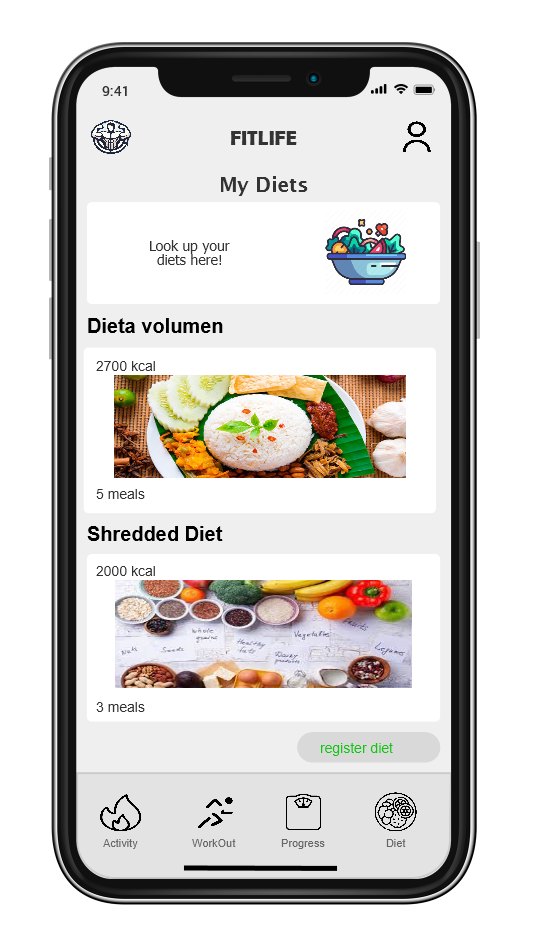 9:41
FITLIFE
My Diets
Look up your
diets here!
Dieta volumen
2700 kcal
5 meals
Shredded Diet
2000 kcal
whole
grains
Vegetables
Fruits
Nuts
Seeds
Healthy
fats
Dairy
Legumes
3 meals
register diet
Activity
WorkOut
Progress
Diet